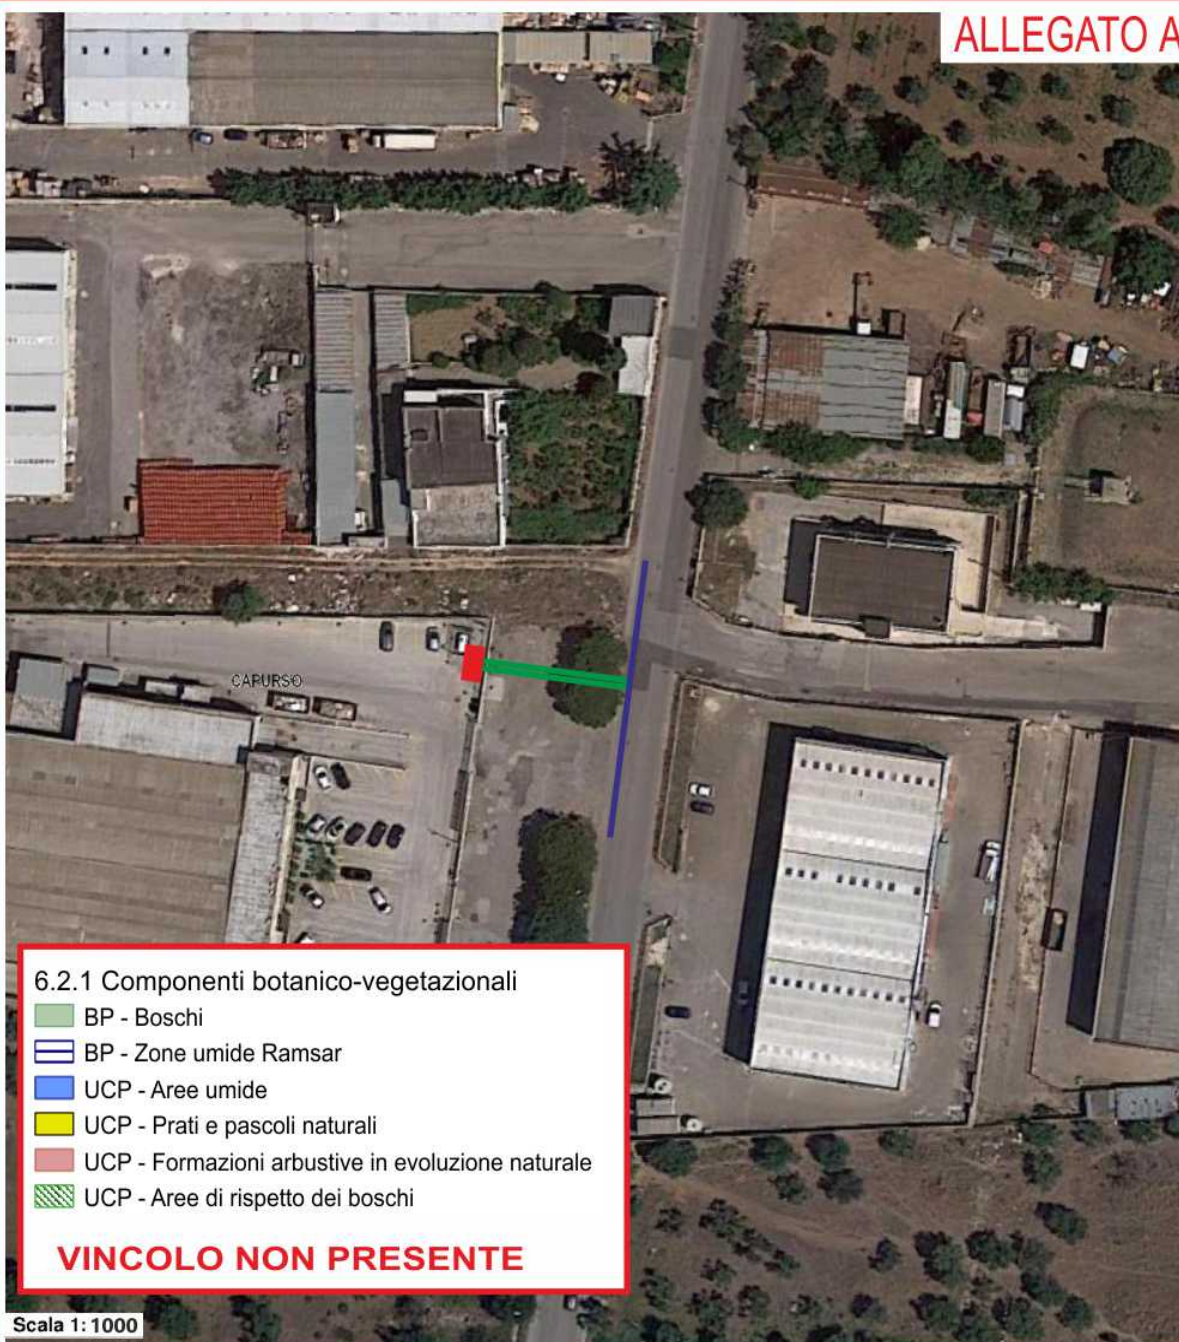 ALLEGATO A
CAPURSO
6.2.1 Componenti botanico-vegetazionali
BP - Boschi
BP - Zone umide Ramsar
UCP - Aree umide
UCP - Prati e pascoli naturali
UCP - Formazioni arbustive in evoluzione naturale
UCP - Aree di rispetto dei boschi
VINCOLO NON PRESENTE
Scala 1: 1000